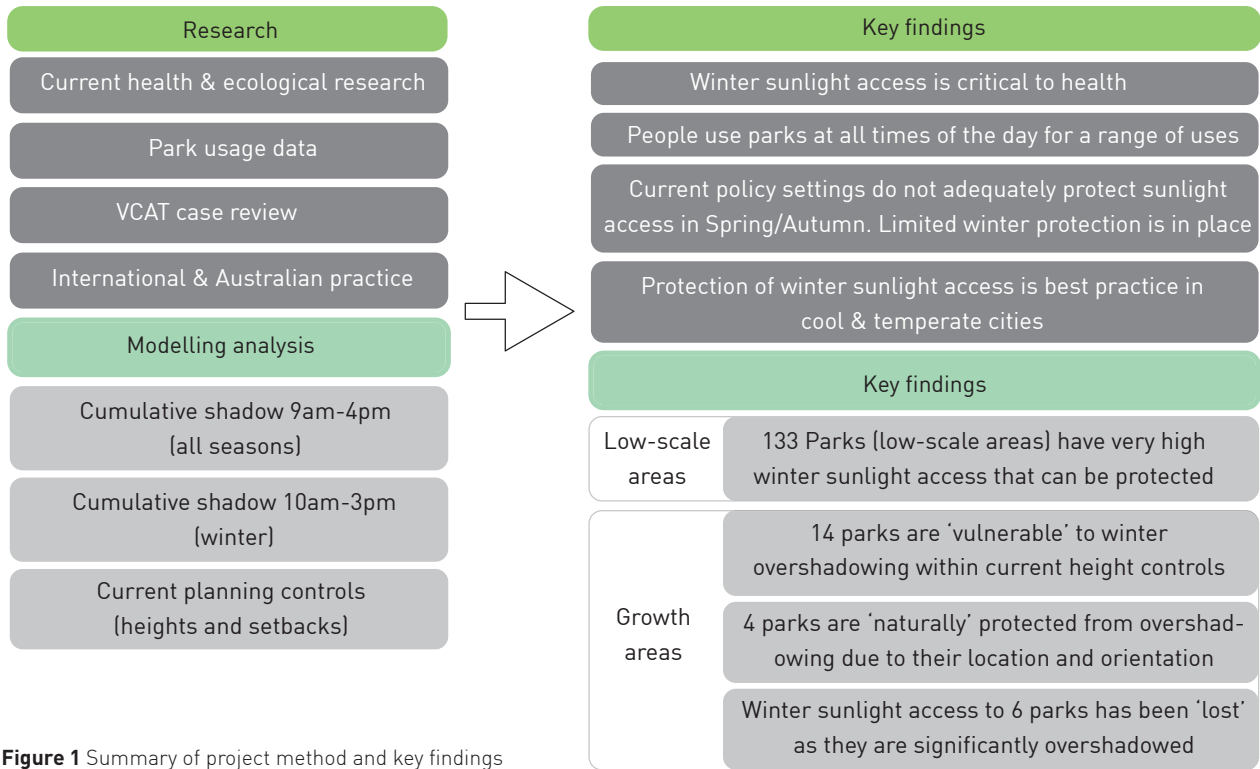 Research
Current health & ecological research
Park usage data
VCAT case review
International & Australian practice
Modelling analysis
Cumulative shadow 9am-4pm
(all seasons)
Cumulative shadow 10am-3pm
(winter)
Current planning controls
(heights and setbacks)
Key findings
Winter sunlight access is critical to health
People use parks at all times of the day for a range of uses
Current policy settings do not adequately protect sunlight
access in Spring/Autumn. Limited winter protection is in place
Protection of winter sunlight access is best practice in
cool & temperate cities
Key findings
Low-scale
areas
133 Parks (low-scale areas) have very high
winter sunlight access that can be protected
Growth
areas
14 parks are ‘vulnerable’ to winter
overshadowing within current height controls
4 parks are ‘naturally’ protected from overshad-
owing due to their location and orientation
Winter sunlight access to 6 parks has been ‘lost’
as they are significantly overshadowed
Figure 1 Summary of project method and key findings